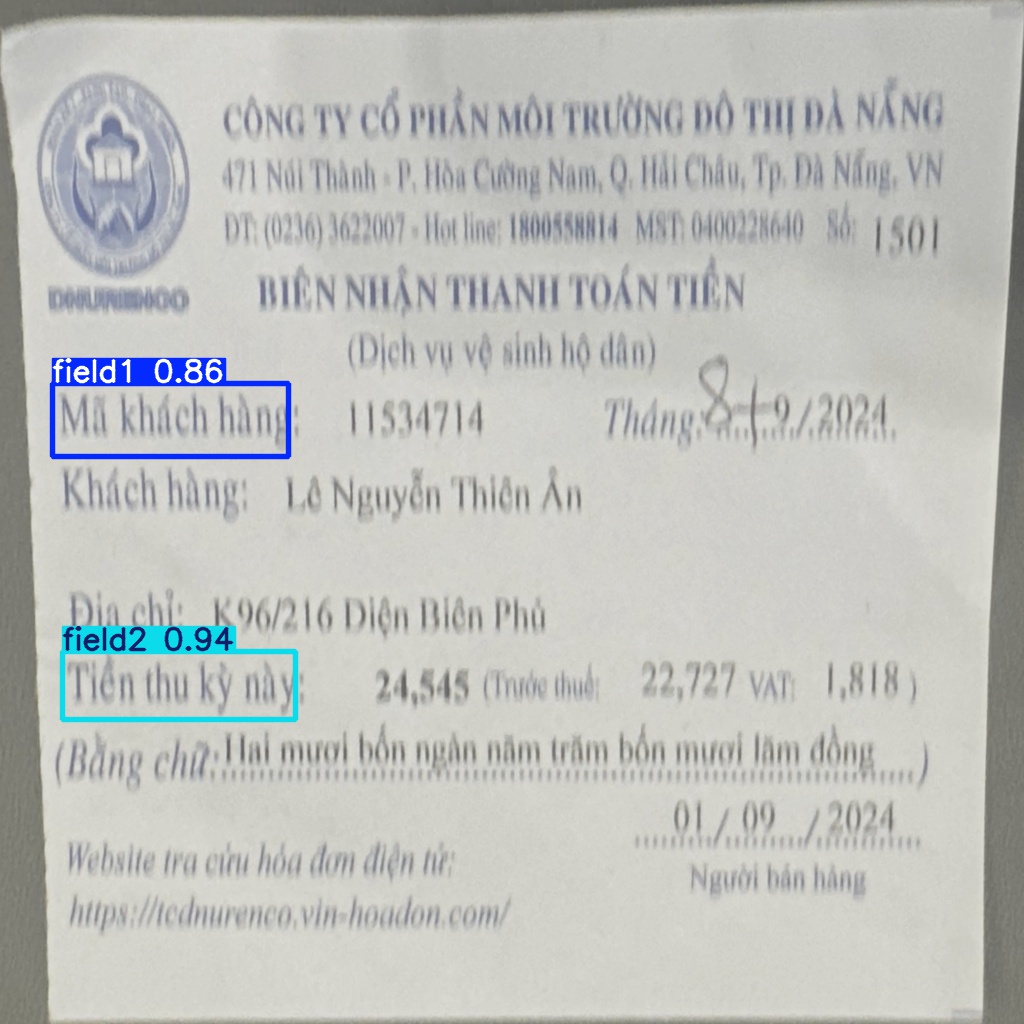 CÔNG TY CỔ PHẦN MÔI TRƯỜNG ĐÔ THỊ ĐÀ NẴNG
471 Núi Thành - P. Hòa Cường Nam, Q. Hải Châu, Tp. Đà Nẵng, VN
ĐT: (0236) 3622007 - Hot line: 1800558814 MST: 0400228640 Số: 1501
DNURENCO
BIÊN NHẬN THANH TOÁN TIỀN
(Dịch vụ vệ sinh hộ dân)
field1 0.86
Mã khách hàng: 11534714 Tháng: 8+9/2024
Khách hàng: Lê Nguyễn Thiên Ân
Địa chỉ: K96/216 Điện Biên Phủ
field2 0.94
Tiền thu kỳ này: 24,545 (Trước thuế: 22,727 VAT: 1,818 )
(Bằng chữ: Hai mươi bốn ngàn năm trăm bốn mươi lăm đồng )
01 / 09 / 2024
Website tra cứu hóa đơn điện tử:
Người bán hàng
https://tcdnurenco.vin-hoadon.com/